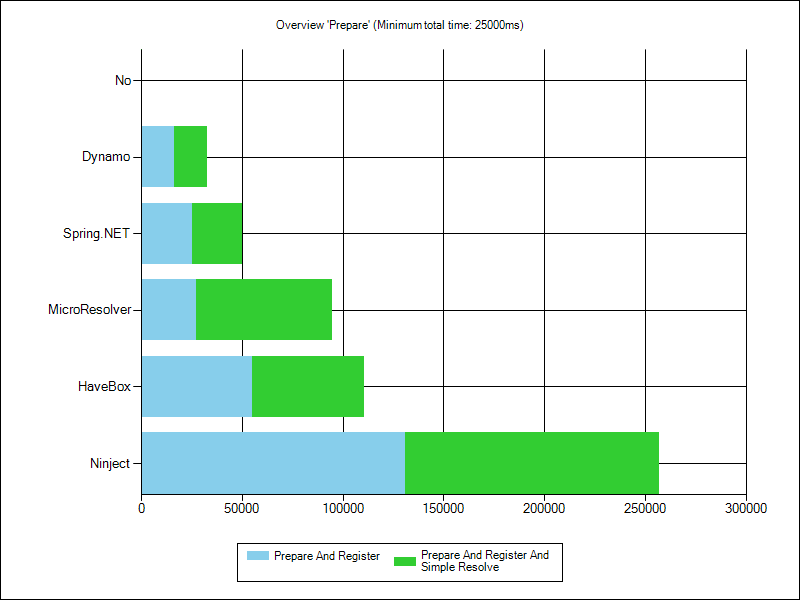 Overview 'Prepare' (Minimum total time: 25000ms)
No
Dynamo
Spring.NET
MicroResolver
HaveBox
Ninject
0 50000 100000 150000 200000 250000 300000
Prepare And Register
Prepare And Register And
Simple Resolve